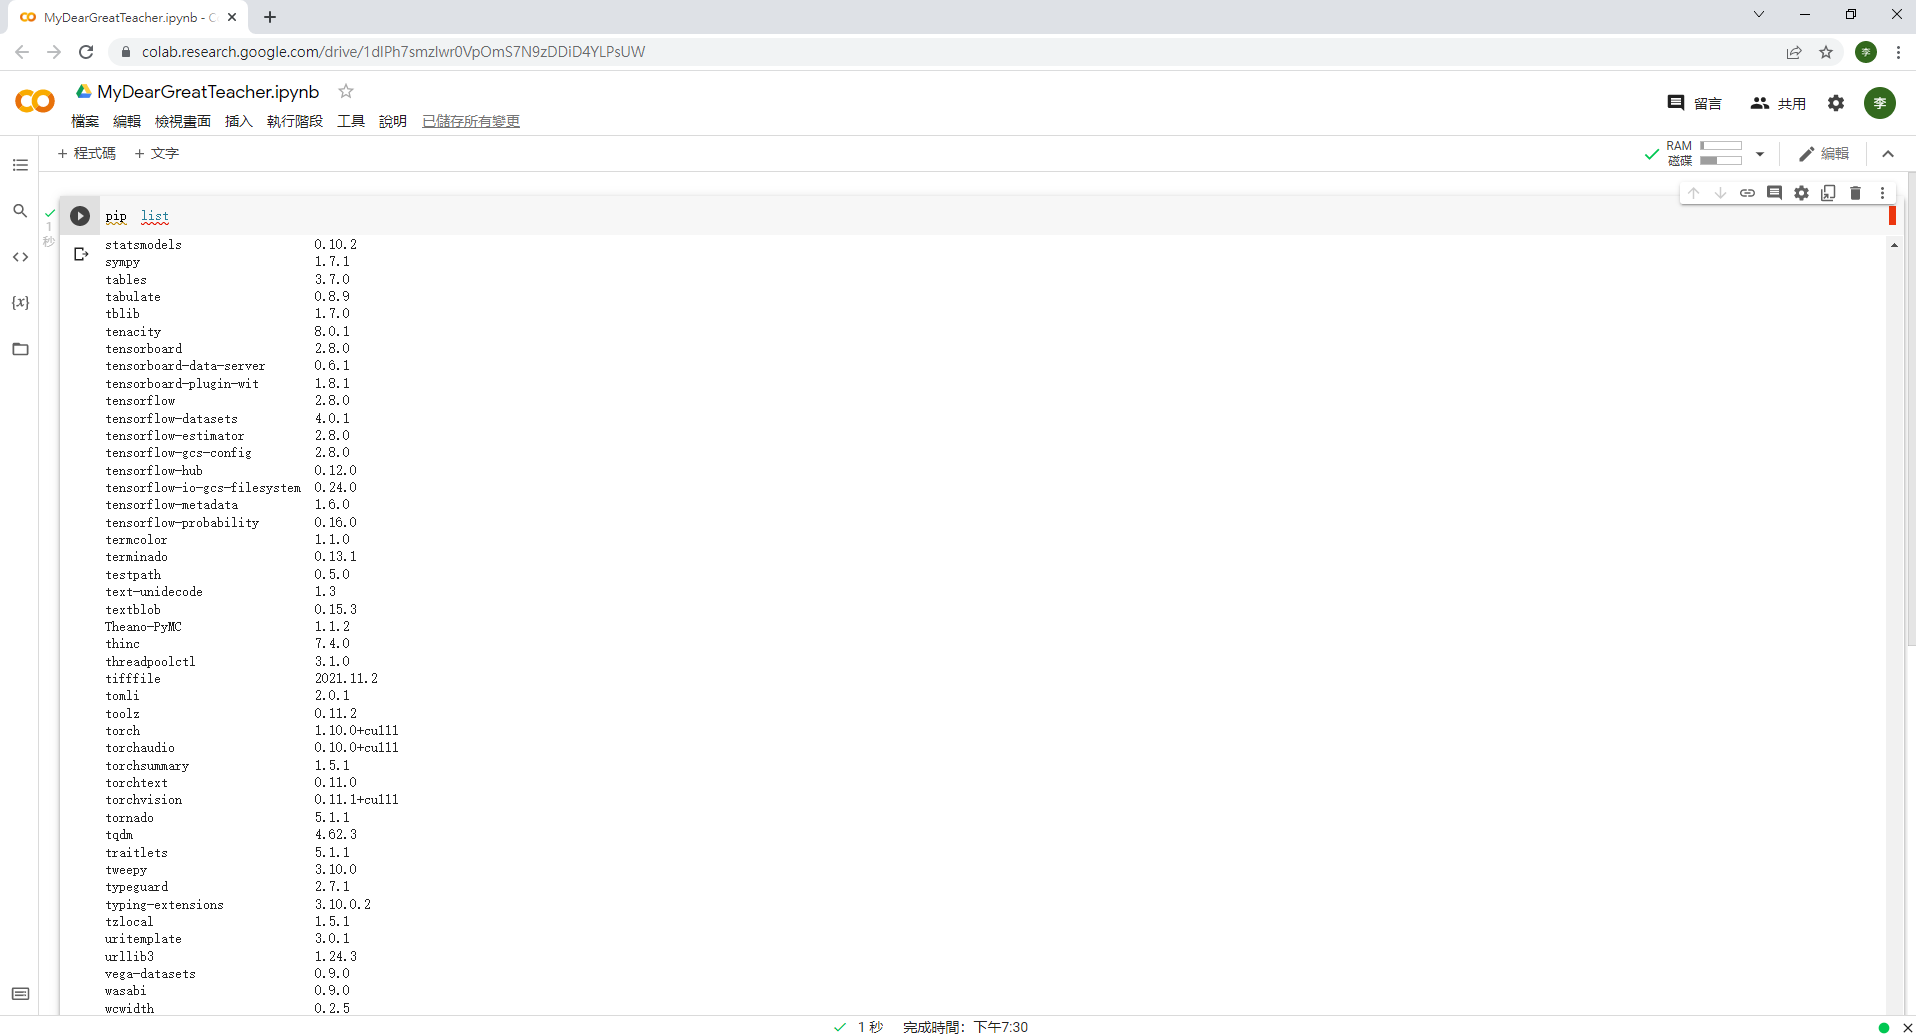 MyDearGreatTeacher.ipynb - C
colab.research.google.com/drive/1dIPh7smzlwr0VpOmS7N9zDDiD4YLPsUW
李
MyDearGreatTeacher.ipynb
留言
共用
李
檔案 編輯 檢視畫面 插入 執行階段 工具 說明 已儲存所有變更
+ 程式碼 + 文字
RAM
磁碟
編輯
1
秒
pip list
statsmodels 0.10.2
sympy 1.7.1
tables 3.7.0
tabulate 0.8.9
tblib 1.7.0
tenacity 8.0.1
tensorboard 2.8.0
tensorboard-data-server 0.6.1
tensorboard-plugin-wit 1.8.1
tensorflow 2.8.0
tensorflow-datasets 4.0.1
tensorflow-estimator 2.8.0
tensorflow-gcs-config 2.8.0
tensorflow-hub 0.12.0
tensorflow-io-gcs-filesystem 0.24.0
tensorflow-metadata 1.6.0
tensorflow-probability 0.16.0
termcolor 1.1.0
terminado 0.13.1
testpath 0.5.0
text-unidecode 1.3
textblob 0.15.3
Theano-PyMC 1.1.2
thinc 7.4.0
threadpoolctl 3.1.0
tifffile 2021.11.2
tomli 2.0.1
toolz 0.11.2
torch 1.10.0+cu111
torchaudio 0.10.0+cu111
torchsummary 1.5.1
torchtext 0.11.0
torchvision 0.11.1+cu111
tornado 5.1.1
tqdm 4.62.3
traitlets 5.1.1
tweepy 3.10.0
typeguard 2.7.1
typing-extensions 3.10.0.2
tzlocal 1.5.1
uritemplate 3.0.1
urllib3 1.24.3
vega-datasets 0.9.0
wasabi 0.9.0
wcwidth 0.2.5
1 秒 完成時間：下午7:30